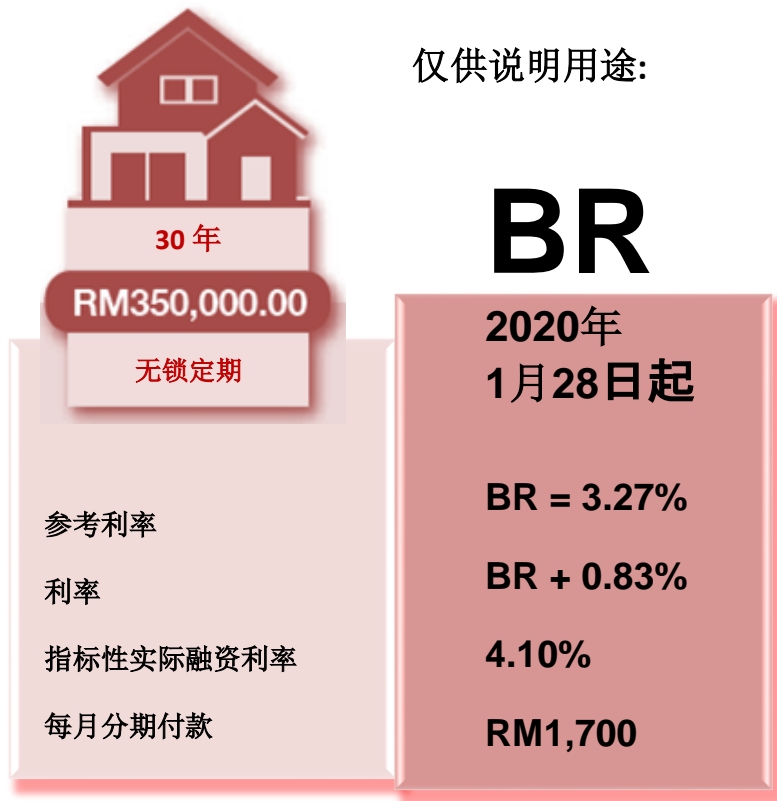 仅供说明用途:
30 年
RM350,000.00
无锁定期
BR
2020年
1月28日起
参考利率
BR = 3.27%
利率
BR + 0.83%
指标性实际融资利率
4.10%
每月分期付款
RM1,700